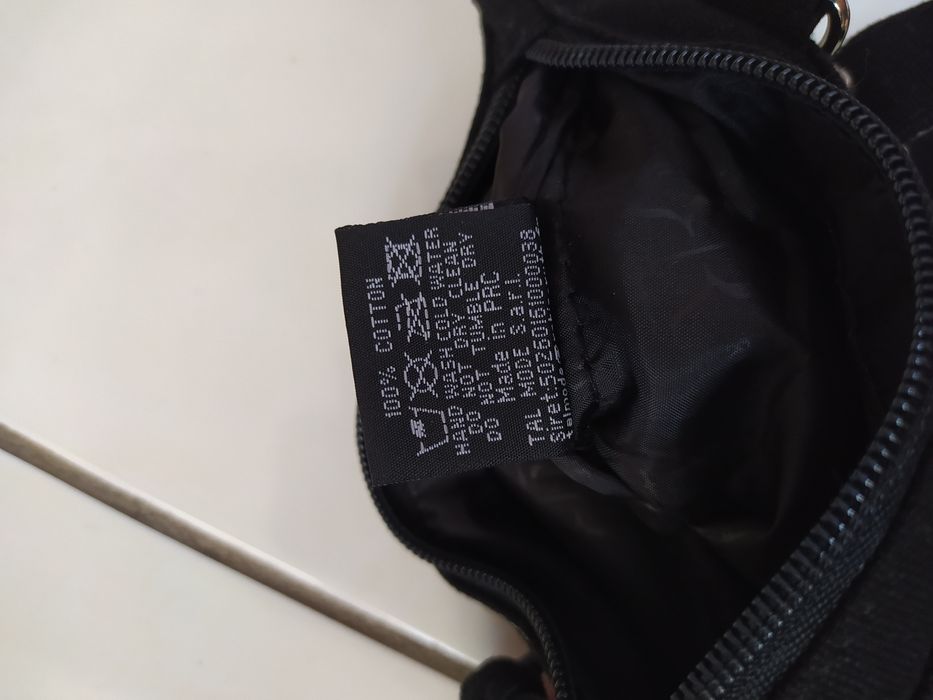 100% COTTON
HAND WASH COLD WATER
DO NOT DRY CLEAN
DO NOT TUMBLE DRY
Made in PRC
TAL MODE S.ar.l.